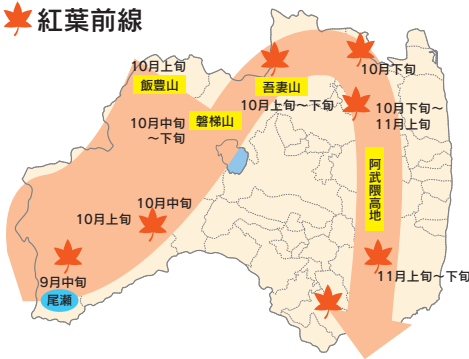 紅葉前線
10月上旬
飯豊山
吾妻山
10月上旬～下旬
10月下旬
10月中旬
～下旬
磐梯山
10月下旬～
11月上旬
阿武隈高地
10月中旬
10月上旬
9月中旬
尾瀬
11月上旬～下旬